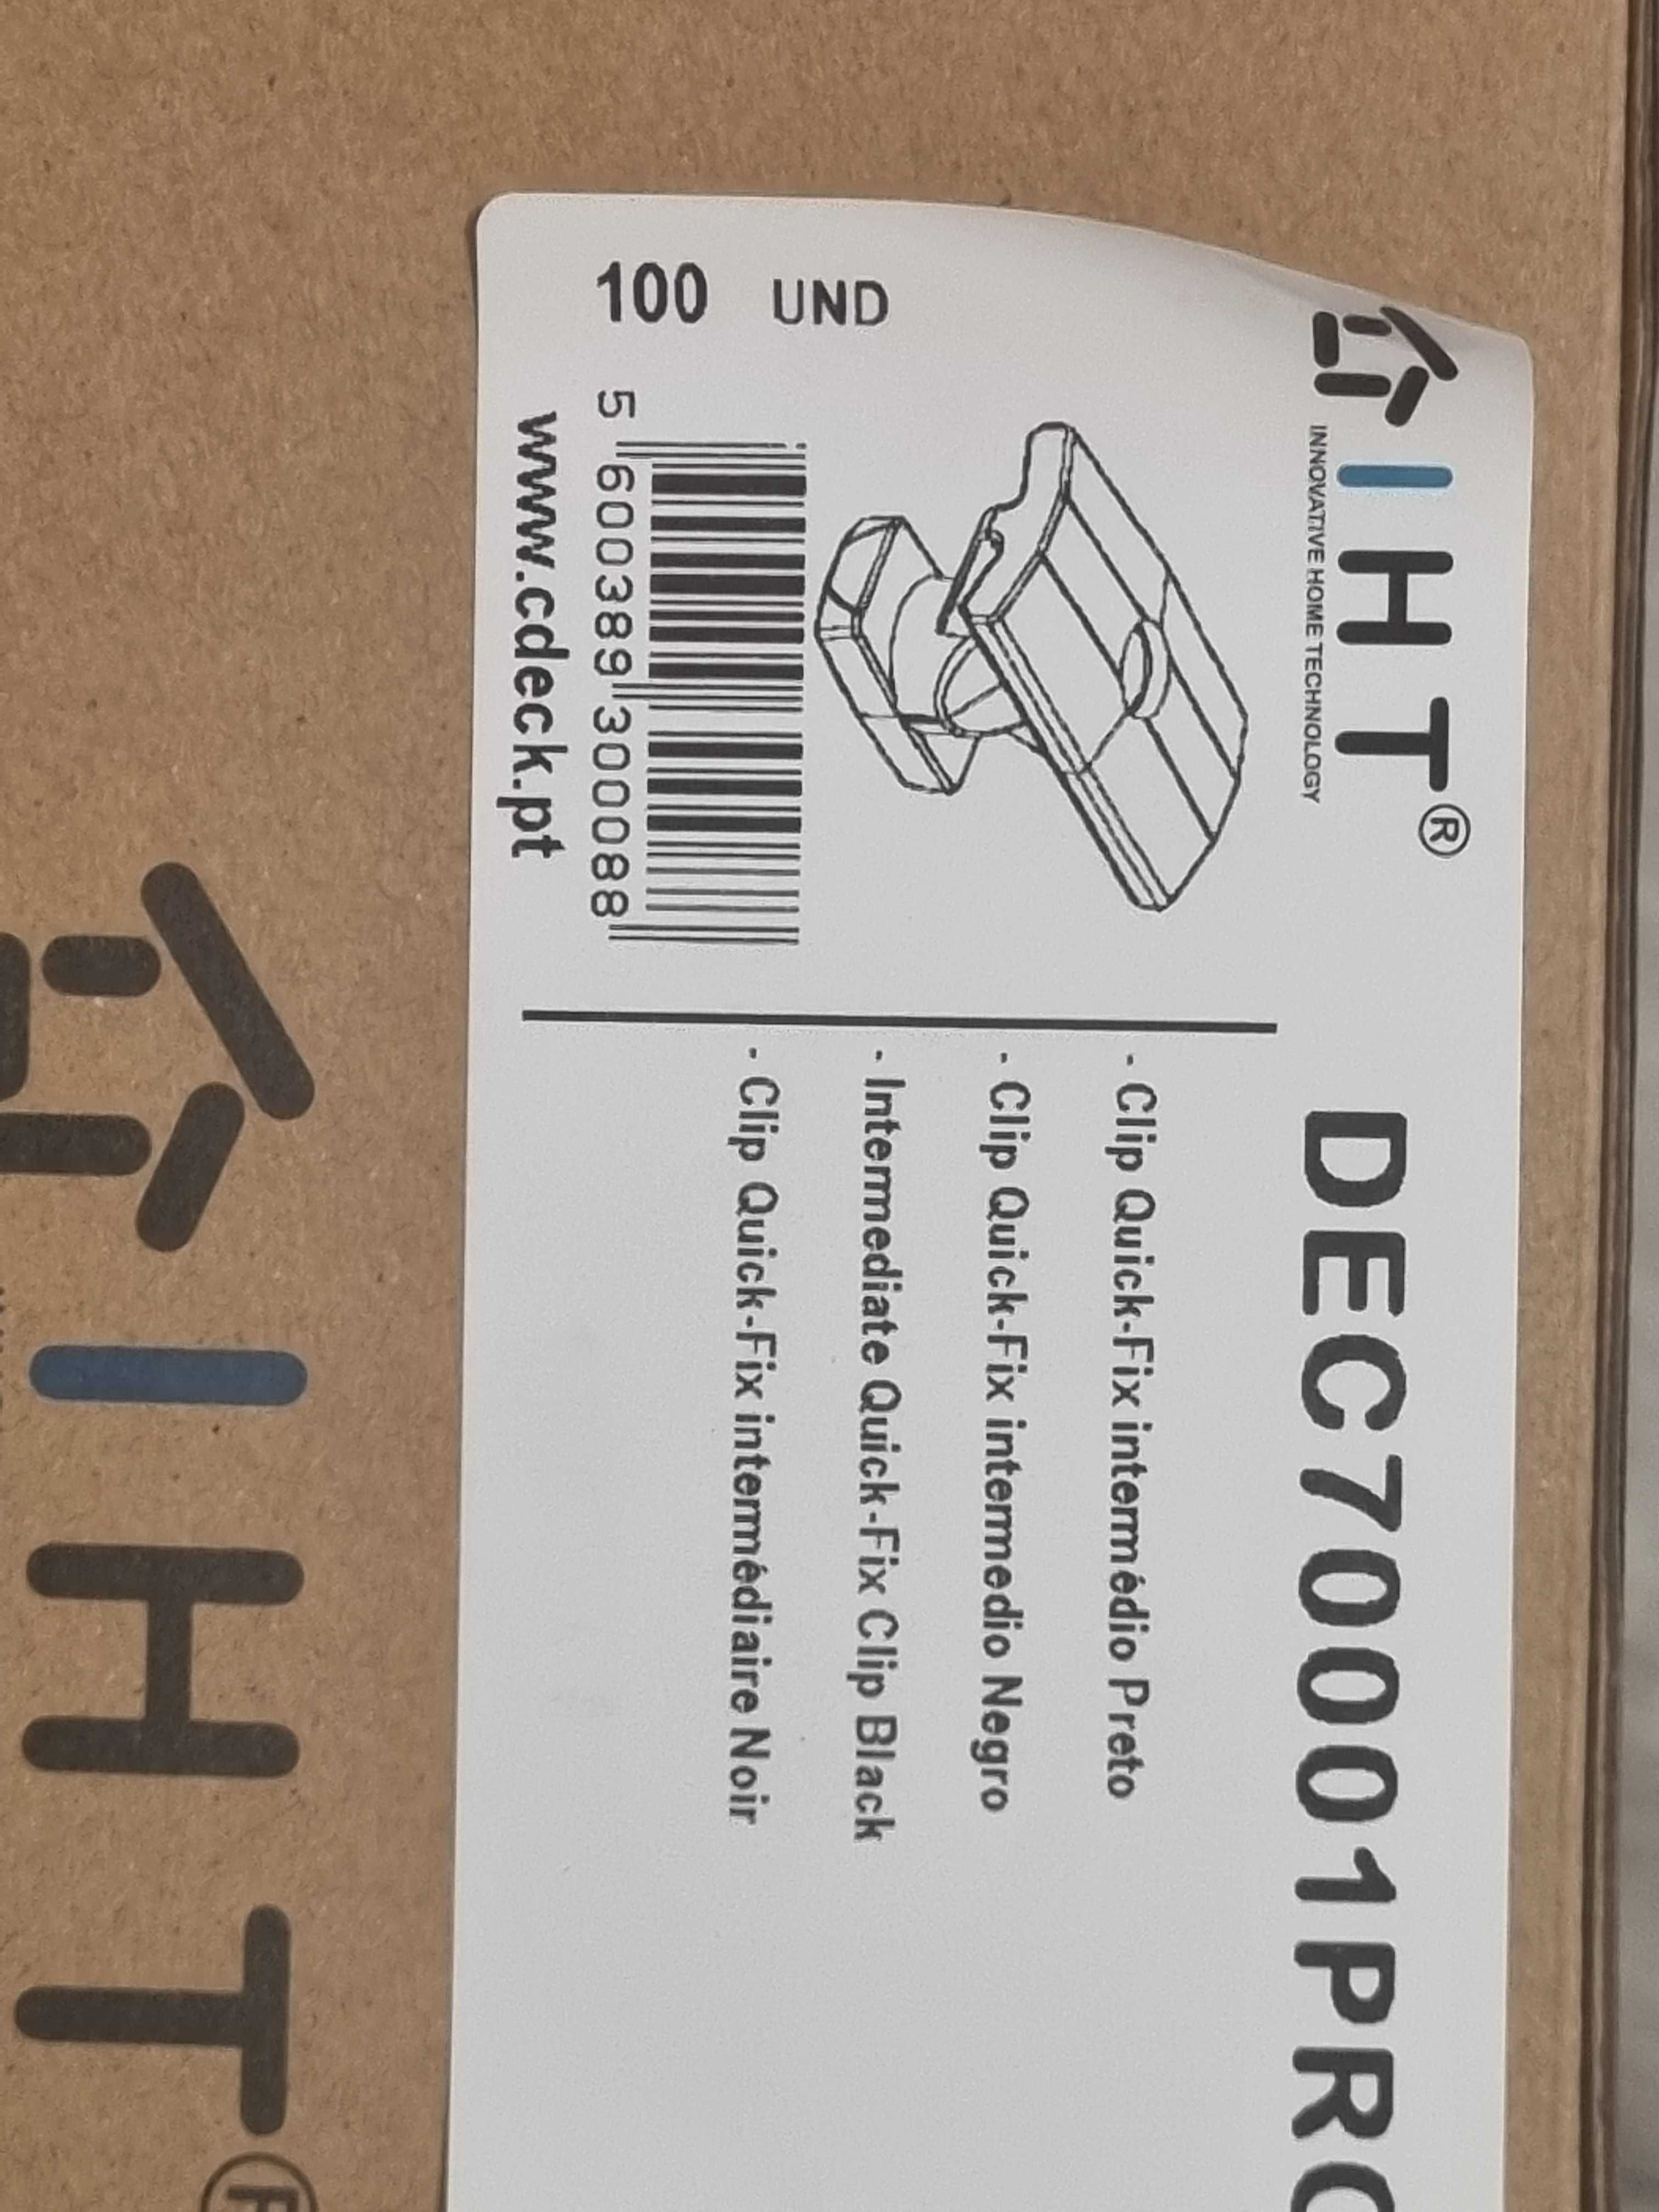 IHT®
INNOVATIVE HOME TECHNOLOGY
DEC70001PRO
- Clip Quick-Fix intermédio Preto
- Clip Quick-Fix intermedio Negro
- Intermediate Quick-Fix Clip Black
- Clip Quick-Fix intermédiaire Noir
100 UND
5 600389 300088
www.cdeck.pt
IHT®